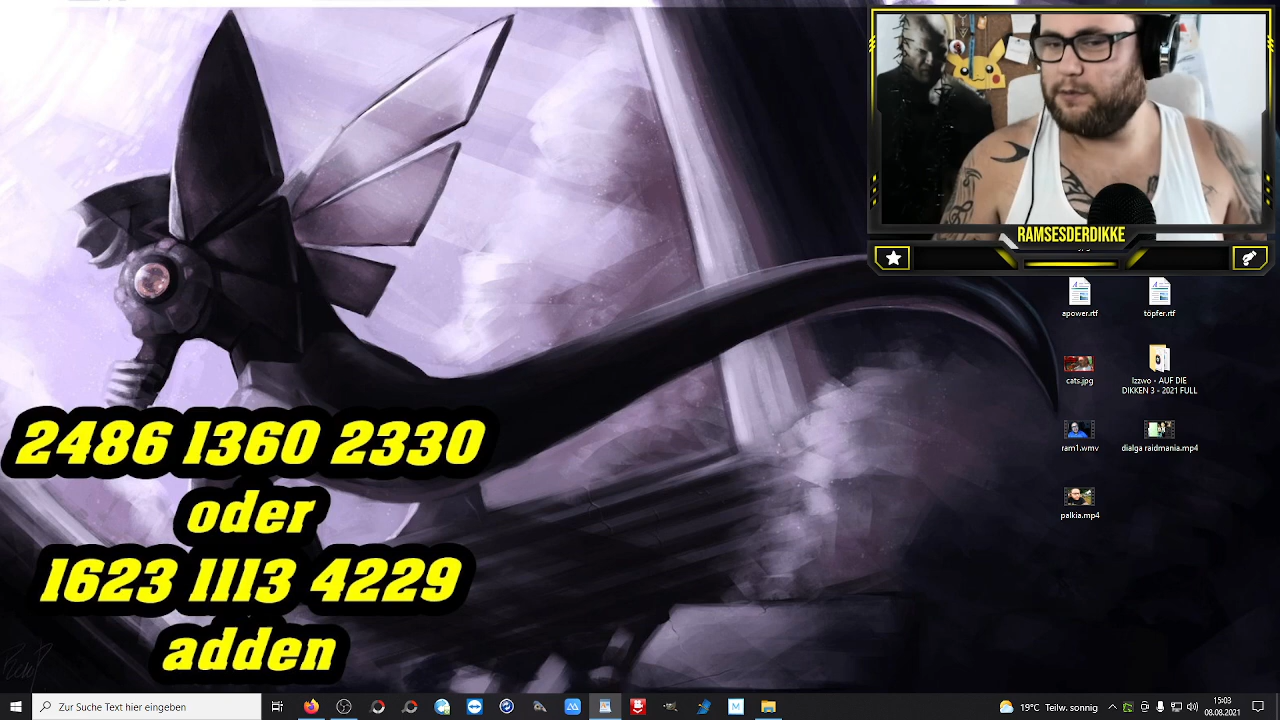 RAMSESDERDIKKE
apower.rtf
töpfer.rtf
cats.jpg
Izzwo - AUF DIE
DIKKEN 3 - 2021 FULL
ram1.wmv
dialga raidmania.mp4
palkia.mp4
2486 1360 2330
oder
1623 1113 4229
adden
Zur Suche Text hier eingeben
19°C Teilw. sonnig
15:03
08.08.2021